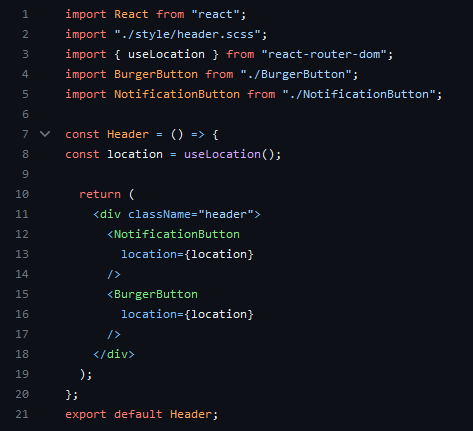 1 import React from "react";
2 import "./style/header.scss";
3 import { useLocation } from "react-router-dom";
4 import BurgerButton from "./BurgerButton";
5 import NotificationButton from "./NotificationButton";
6
7 const Header = () => {
8 const location = useLocation();
9
10   return (
11     <div className="header">
12       <NotificationButton
13         location={location}
14       />
15       <BurgerButton
16         location={location}
17       />
18     </div>
19   );
20 };
21 export default Header;